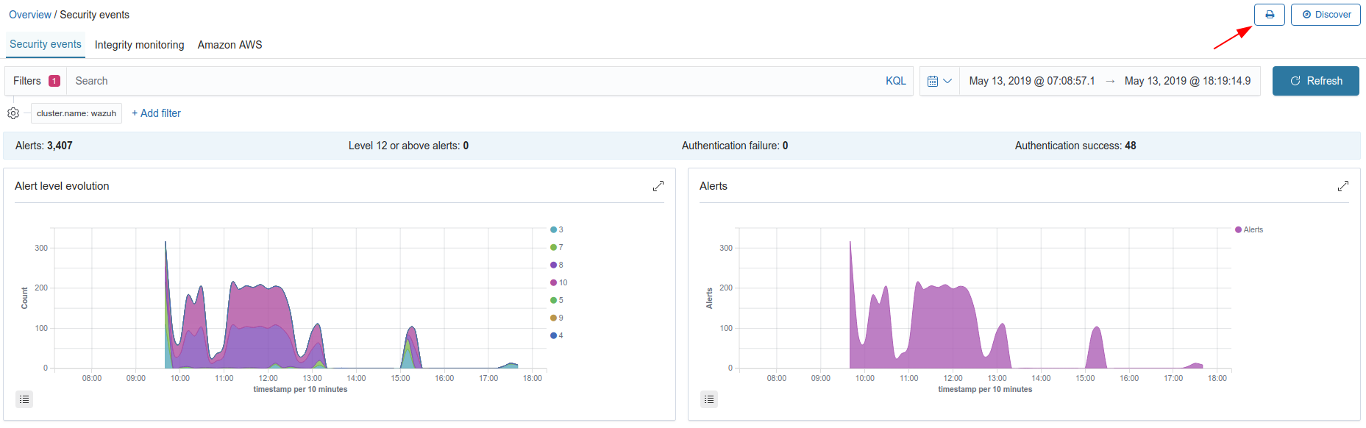 Overview / Security events
Discover
Security events Integrity monitoring Amazon AWS
Filters 1 Search KQL May 13, 2019 @ 07:08:57.1 → May 13, 2019 @ 18:19:14.9 Refresh
cluster.name: wazuh + Add filter
Alerts: 3,407 Level 12 or above alerts: 0 Authentication failure: 0 Authentication success: 48
Alert level evolution
300
200
100
0
Count
08:00 09:00 10:00 11:00 12:00 13:00 14:00 15:00 16:00 17:00 18:00
timestamp per 10 minutes
3
7
8
10
5
9
4
Alerts
300
200
100
0
Alerts
08:00 09:00 10:00 11:00 12:00 13:00 14:00 15:00 16:00 17:00 18:00
timestamp per 10 minutes
Alerts